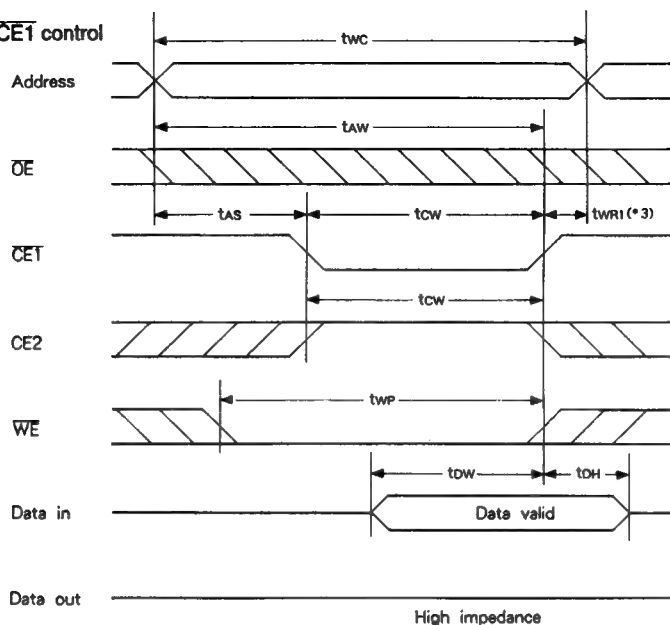 CE1 control
tWC
Address
tAW
OE
tAS
tCW
tWR1(*3)
CE1
tCW
CE2
tWP
WE
tDW
tDH
Data in
Data valid
Data out
High impedance